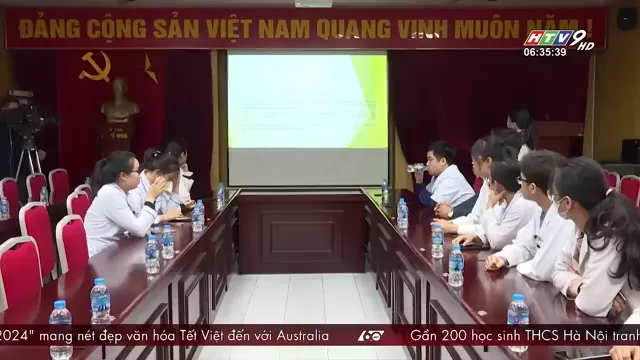 ĐẢNG CỘNG SẢN VIỆT NAM QUANG VINH MUÔN NĂM !
HTV9 HD
06:35:39
2024" mang nét đẹp văn hóa Tết Việt đến với Australia
60 Gần 200 học sinh THCS Hà Nội tranh